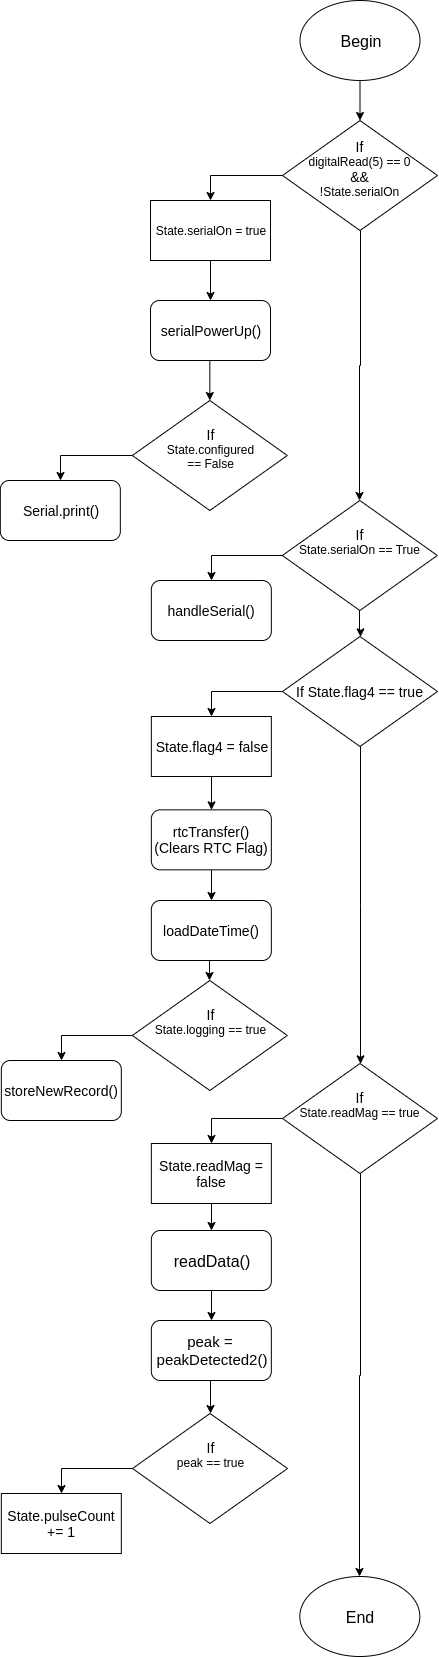 Begin
If
digitalRead(5) == 0
&&
!State.serialOn
State.serialOn = true
serialPowerUp()
If
State.configured
== False
Serial.print()
If
State.serialOn == True
handleSerial()
If State.flag4 == true
State.flag4 = false
rtcTransfer()
(Clears RTC Flag)
loadDateTime()
If
State.logging == true
storeNewRecord()
If
State.readMag == true
State.readMag =
false
readData()
peak =
peakDetected2()
If
peak == true
State.pulseCount
+= 1
End